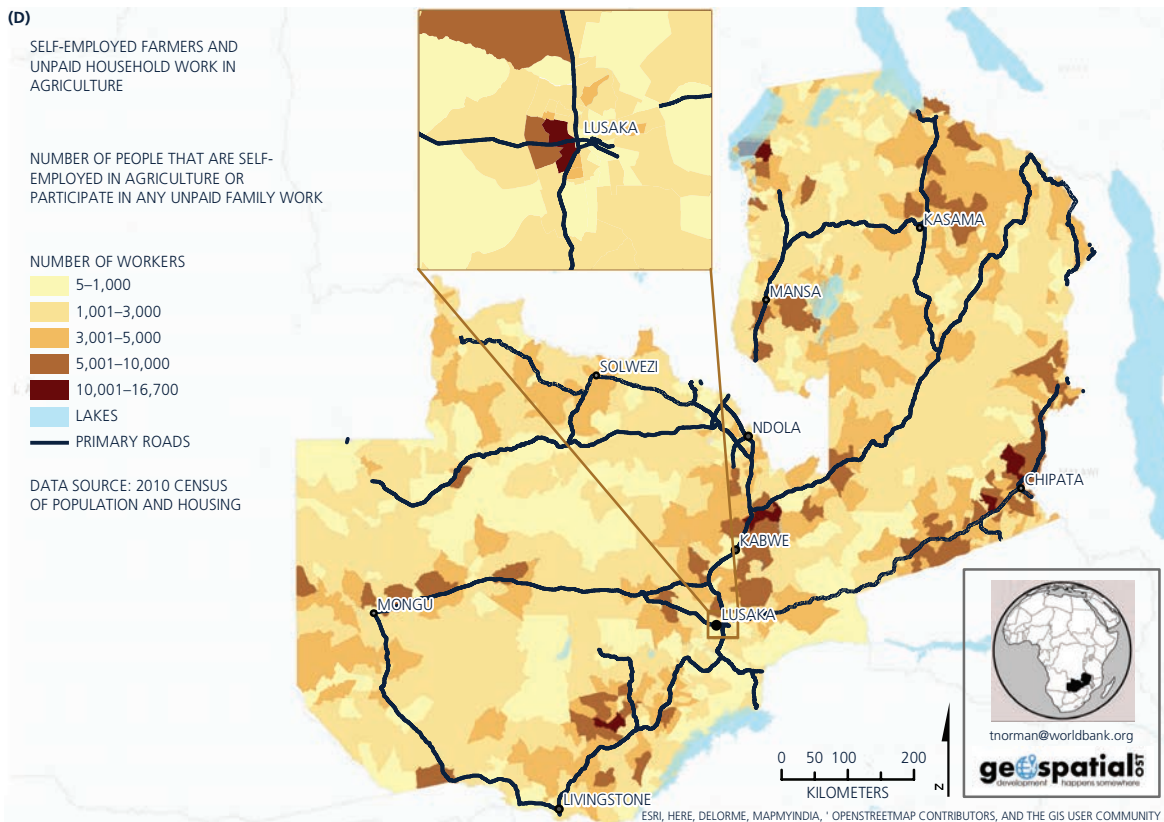 (D)
SELF-EMPLOYED FARMERS AND
UNPAID HOUSEHOLD WORK IN
AGRICULTURE
NUMBER OF PEOPLE THAT ARE SELF-
EMPLOYED IN AGRICULTURE OR
PARTICIPATE IN ANY UNPAID FAMILY WORK
NUMBER OF WORKERS
5–1,000
1,001–3,000
3,001–5,000
5,001–10,000
10,001–16,700
LAKES
PRIMARY ROADS
DATA SOURCE: 2010 CENSUS
OF POPULATION AND HOUSING
LUSAKA
KASAMA
MANSA
SOLWEZI
NDOLA
CHIPATA
KABWE
MONGU
LUSAKA
LIVINGSTONE
0 50 100 200
KILOMETERS
N
tnorman@worldbank.org
geospatial OST
development happens somewhere
ESRI, HERE, DELORME, MAPMYINDIA, ' OPENSTREETMAP CONTRIBUTORS, AND THE GIS USER COMMUNITY